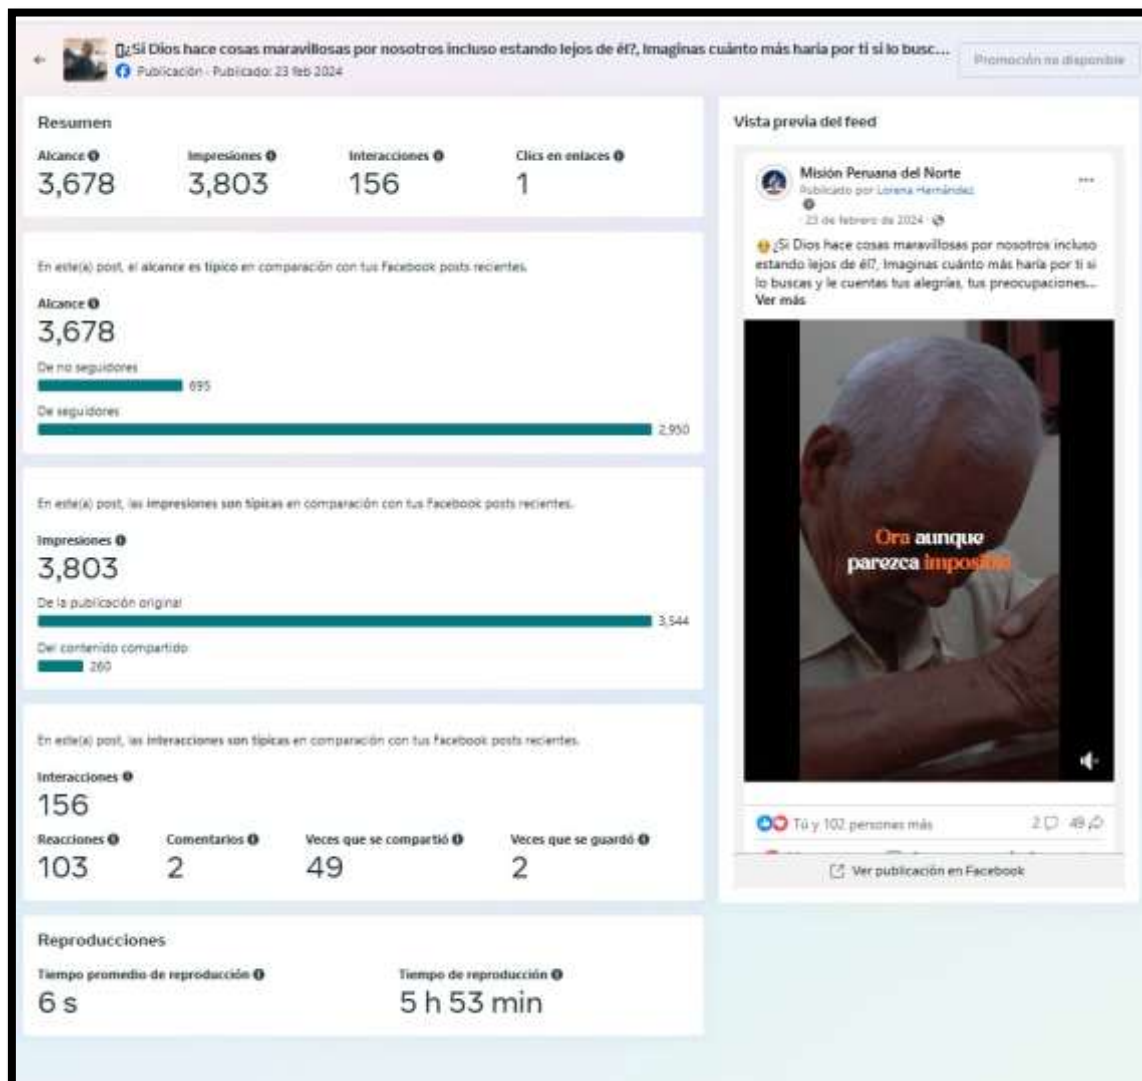 ¿Si Dios hace cosas maravillosas por nosotros incluso estando lejos de él?, Imaginas cuánto más haría por ti si lo busc...
Publicación · Publicado: 23 feb 2024
Promoción no disponible
Resumen
Alcance
Impresiones
Interacciones
Clics en enlaces
3,678
3,803
156
1
En este(a) post, el alcance es típico en comparación con tus Facebook posts recientes.
Alcance
3,678
De no seguidores
695
De seguidores
2,950
En este(a) post, las impresiones son típicas en comparación con tus Facebook posts recientes.
Impresiones
3,803
De la publicación original
3,544
Del contenido compartido
260
En este(a) post, las interacciones son típicas en comparación con tus Facebook posts recientes.
Interacciones
156
Reacciones
Comentarios
Veces que se compartió
Veces que se guardó
103
2
49
2
Reproducciones
Tiempo promedio de reproducción
Tiempo de reproducción
6 s
5 h 53 min
Vista previa del feed
Misión Peruana del Norte
Publicado por Lorena Hernández
· 23 de febrero de 2024 ·
¿Si Dios hace cosas maravillosas por nosotros incluso
estando lejos de él?, Imaginas cuánto más haría por ti si
lo buscas y le cuentas tus alegrías, tus preocupaciones...
Ver más
Ora aunque
parezca imposible
Tú y 102 personas más
2
49
Ver publicación en Facebook